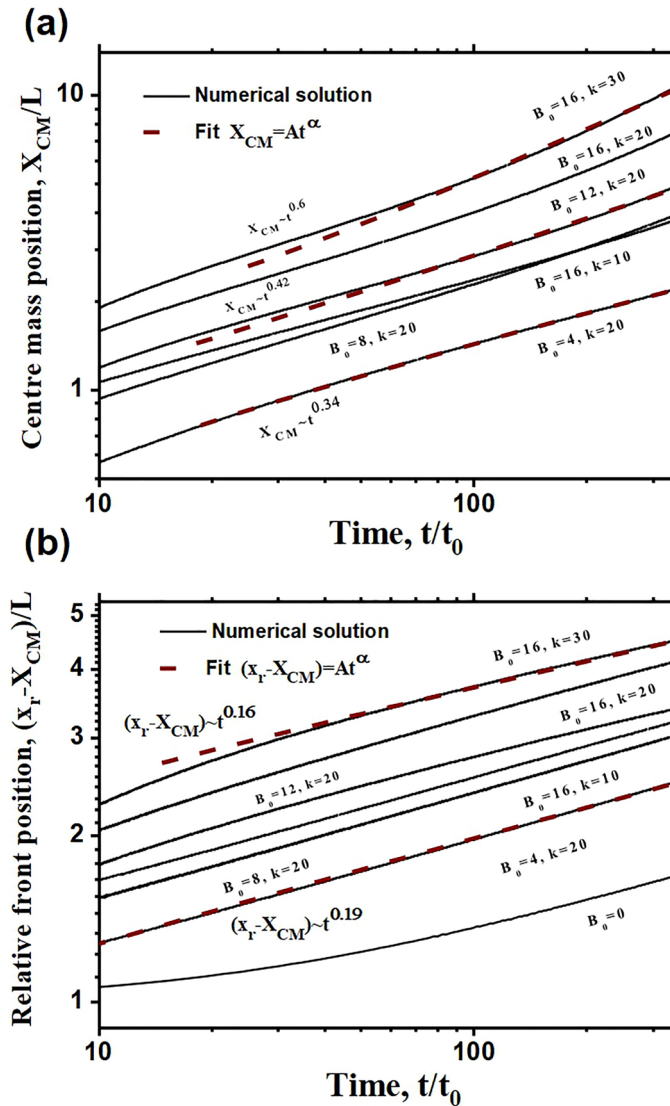 (a)
Centre mass position, X_CM/L
10
1
Numerical solution
Fit X_CM=At^α
B_0=16, k=30
B_0=16, k=20
B_0=12, k=20
X_CM~t^0.6
X_CM~t^0.42
B_0=16, k=10
B_0=8, k=20
B_0=4, k=20
X_CM~t^0.34
10
100
Time, t/t_0
(b)
Relative front position, (x_r-X_CM)/L
5
4
3
2
1
Numerical solution
Fit (x_r-X_CM)=At^α
B_0=16, k=30
(x_r-X_CM)~t^0.16
B_0=16, k=20
B_0=12, k=20
B_0=16, k=10
B_0=8, k=20
B_0=4, k=20
(x_r-X_CM)~t^0.19
B_0=0
10
100
Time, t/t_0